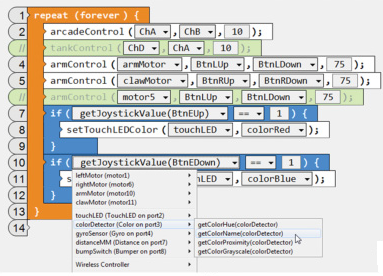 1 repeat (forever) {
2 arcadeControl ( ChA , ChB , 10 );
// tankControl ( ChD , ChA , 10 );
4 armControl ( armMotor , BtnLUp , BtnLDown , 75 );
5 armControl ( clawMotor , BtnRUp , BtnRDown , 75 );
// armControl ( motor5 , BtnLUp , BtnLDown , 75 );
7 if ( getJoystickValue(BtnEUp) == 1 ) {
8 setTouchLEDColor ( touchLED , colorRed );
9 }
10 if ( getJoystickValue(BtnEDown) == 1 ) {
11 s LED , colorBlue );
12 }
13 }
14
leftMotor (motor1)
rightMotor (motor6)
armMotor (motor10)
clawMotor (motor11)
touchLED (TouchLED on port2)
colorDetector (Color on port3)
gyroSensor (Gyro on port4)
distanceMM (Distance on port7)
bumpSwitch (Bumper on port8)
Wireless Controller
getColorHue(colorDetector)
getColorName(colorDetector)
getColorProximity(colorDetector)
getColorGrayscale(colorDetector)